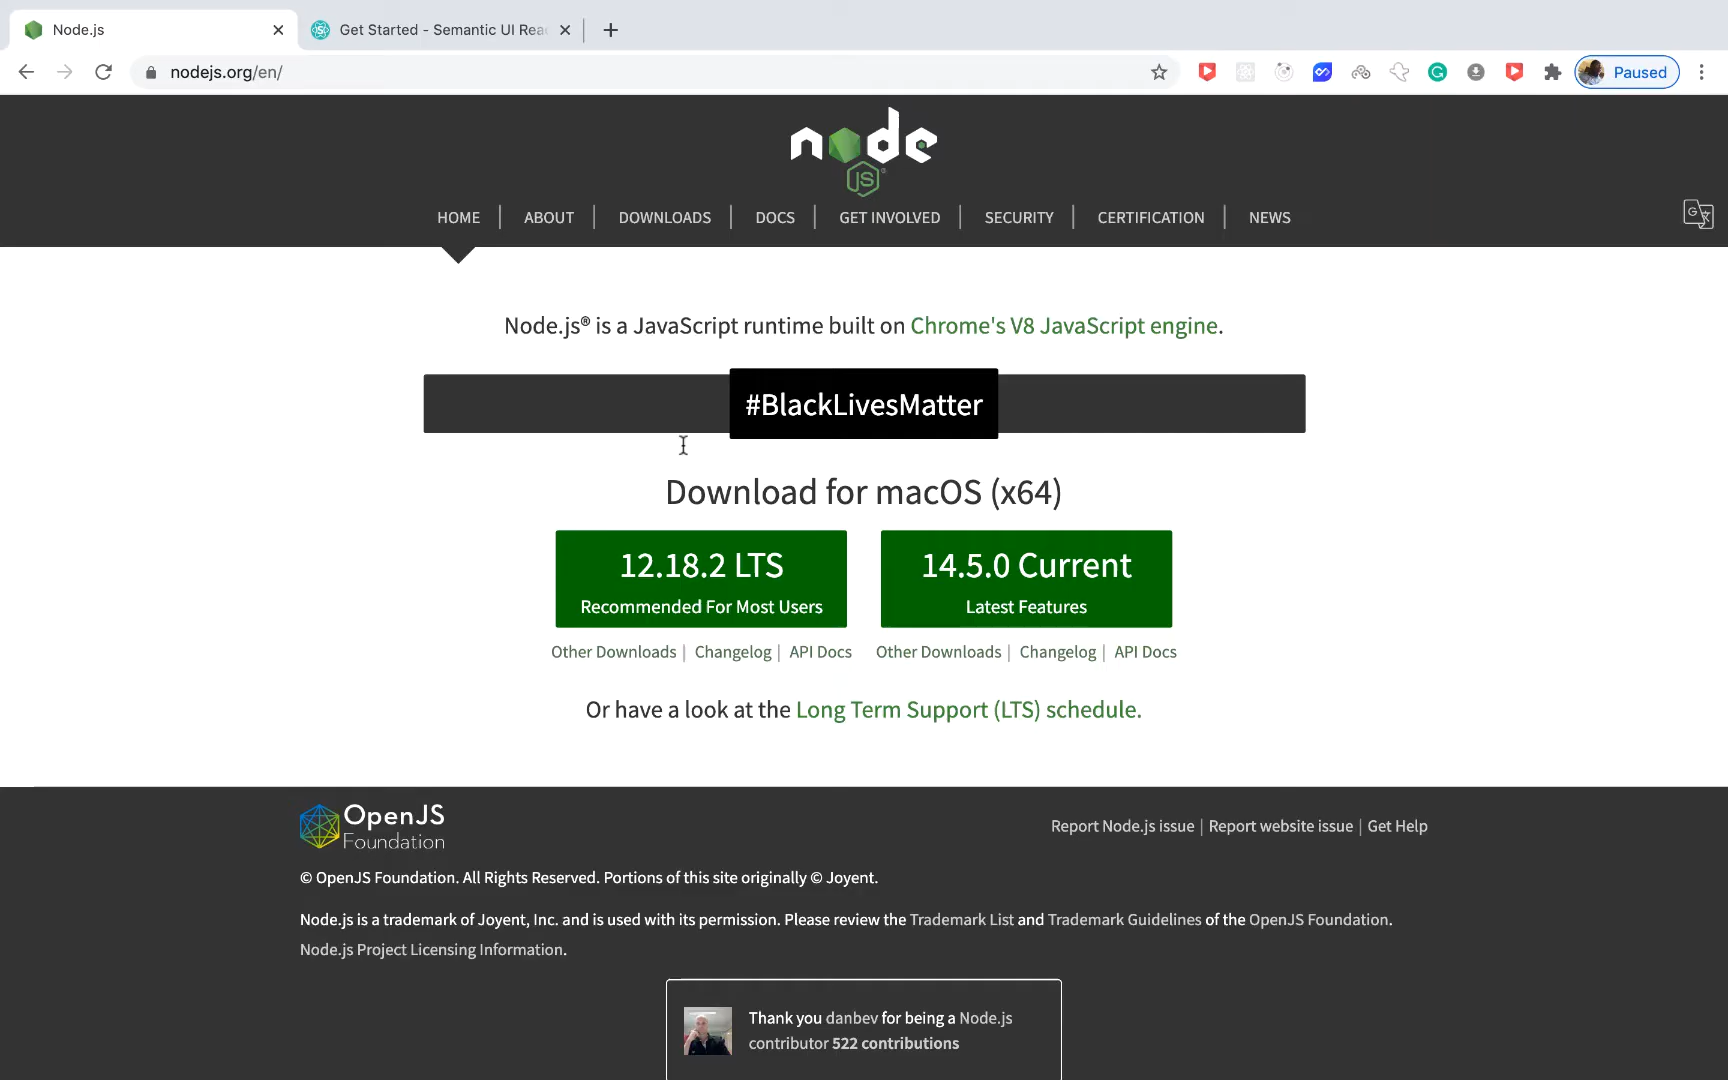 Node.js
Get Started - Semantic UI Rea
nodejs.org/en/
Paused
node
JS
HOME | ABOUT | DOWNLOADS | DOCS | GET INVOLVED | SECURITY | CERTIFICATION | NEWS
Node.js® is a JavaScript runtime built on Chrome's V8 JavaScript engine.
#BlackLivesMatter
Download for macOS (x64)
12.18.2 LTS
Recommended For Most Users
14.5.0 Current
Latest Features
Other Downloads | Changelog | API Docs
Other Downloads | Changelog | API Docs
Or have a look at the Long Term Support (LTS) schedule.
OpenJS
Foundation
Report Node.js issue | Report website issue | Get Help
© OpenJS Foundation. All Rights Reserved. Portions of this site originally © Joyent.
Node.js is a trademark of Joyent, Inc. and is used with its permission. Please review the Trademark List and Trademark Guidelines of the OpenJS Foundation.
Node.js Project Licensing Information.
Thank you danbev for being a Node.js
contributor 522 contributions